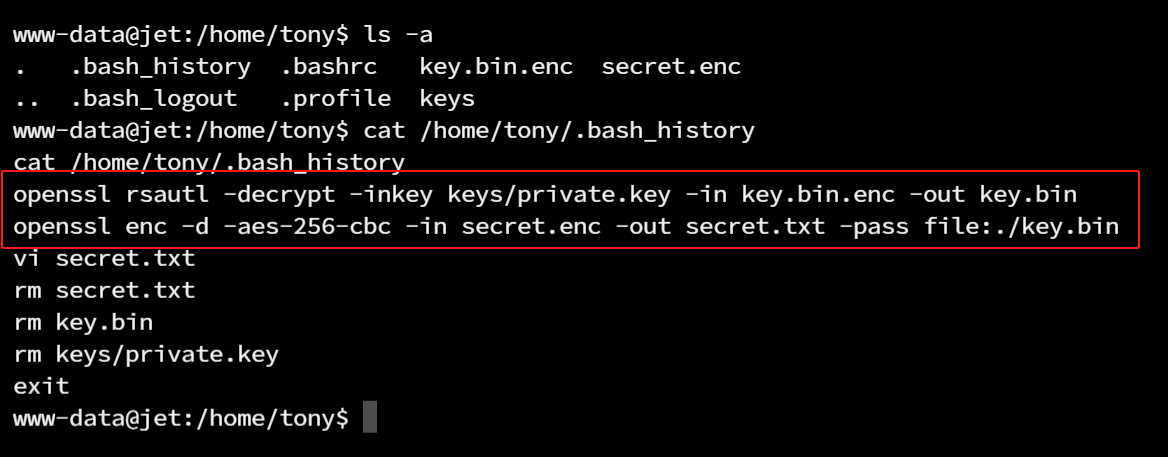 www-data@jet:/home/tony$ ls -a
.   .bash_history  .bashrc   key.bin.enc  secret.enc
..  .bash_logout   .profile  keys
www-data@jet:/home/tony$ cat /home/tony/.bash_history
cat /home/tony/.bash_history
openssl rsautl -decrypt -inkey keys/private.key -in key.bin.enc -out key.bin
openssl enc -d -aes-256-cbc -in secret.enc -out secret.txt -pass file:./key.bin
vi secret.txt
rm secret.txt
rm key.bin
rm keys/private.key
exit
www-data@jet:/home/tony$